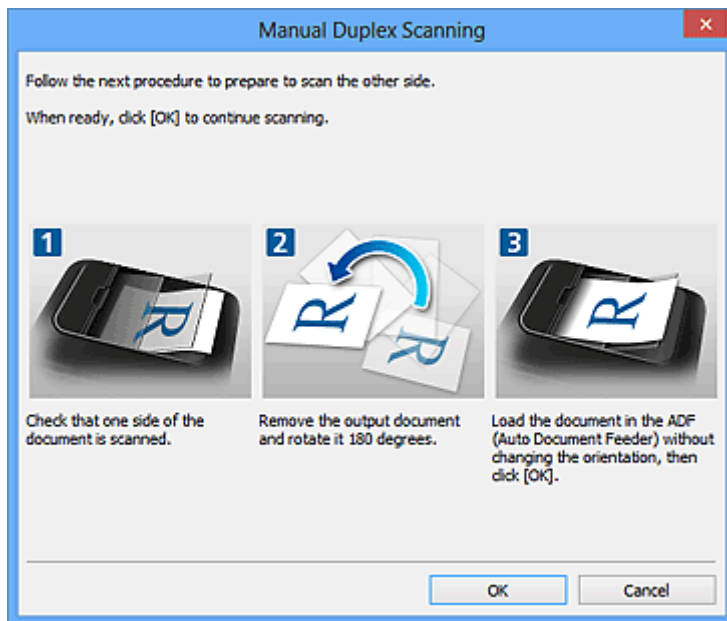 Manual Duplex Scanning
Follow the next procedure to prepare to scan the other side.
When ready, click [OK] to continue scanning.
1
2
3
R
R
R
R
Check that one side of the
document is scanned.
Remove the output document
and rotate it 180 degrees.
Load the document in the ADF
(Auto Document Feeder) without
changing the orientation, then
click [OK].
OK
Cancel